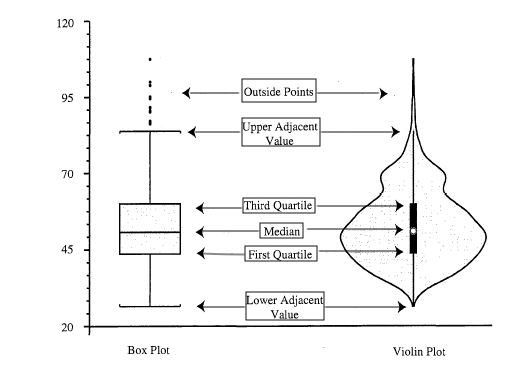 120
95
70
45
20
Outside Points
Upper Adjacent
Value
Third Quartile
Median
First Quartile
Lower Adjacent
Value
Box Plot
Violin Plot